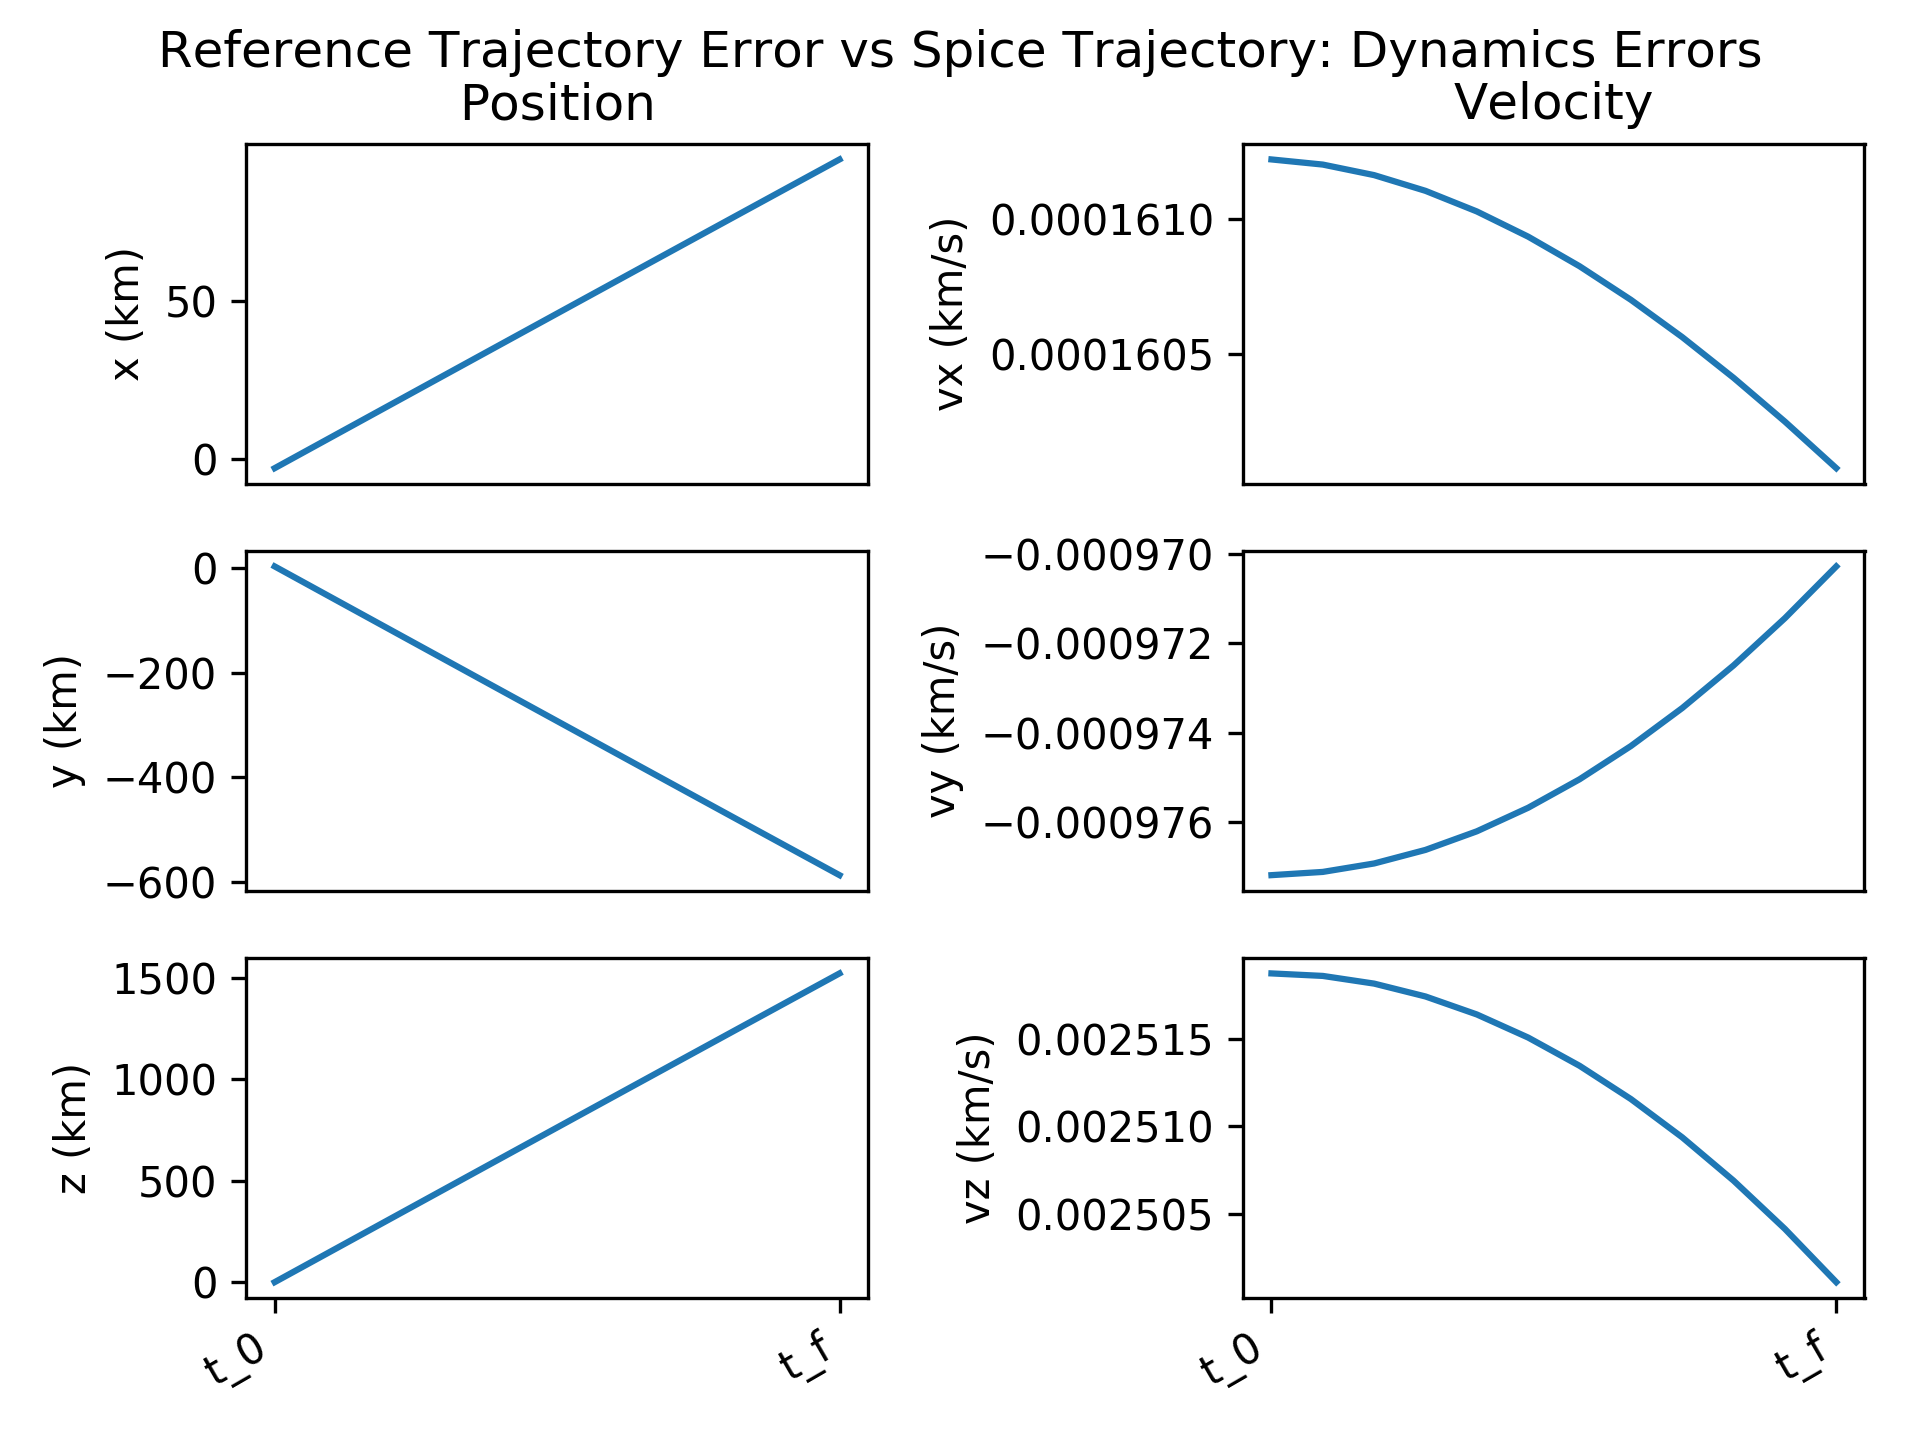 Reference Trajectory Error vs Spice Trajectory: Dynamics Errors
Position
Velocity
x (km)
50
0
vx (km/s)
0.0001610
0.0001605
y (km)
0
−200
−400
−600
vy (km/s)
−0.000970
−0.000972
−0.000974
−0.000976
z (km)
1500
1000
500
0
vz (km/s)
0.002515
0.002510
0.002505
t_0
t_f
t_0
t_f